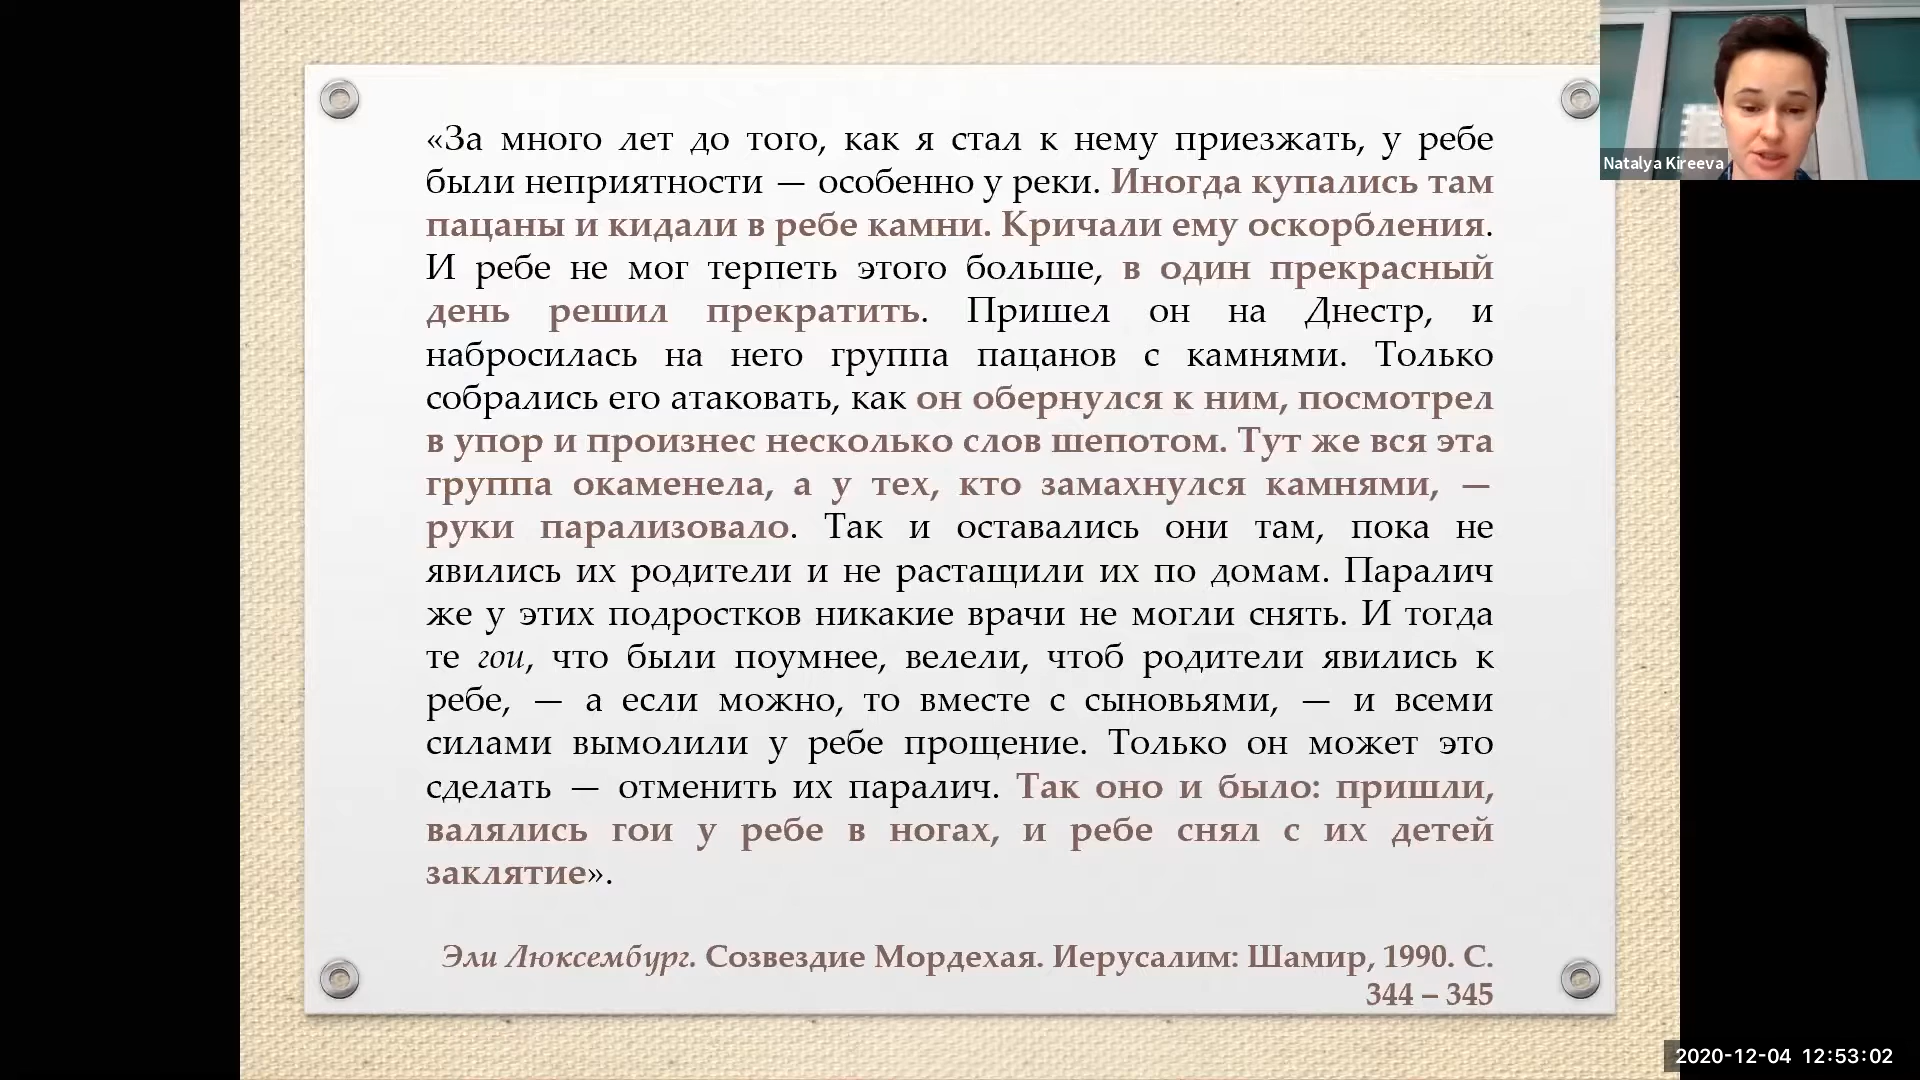 «За много лет до того, как я стал к нему приезжать, у ребе
были неприятности — особенно у реки. Иногда купались там
пацаны и кидали в ребе камни. Кричали ему оскорбления.
И ребе не мог терпеть этого больше, в один прекрасный
день решил прекратить. Пришел он на Днестр, и
набросилась на него группа пацанов с камнями. Только
собрались его атаковать, как он обернулся к ним, посмотрел
в упор и произнес несколько слов шепотом. Тут же вся эта
группа окаменела, а у тех, кто замахнулся камнями, —
руки парализовало. Так и оставались они там, пока не
явились их родители и не растащили их по домам. Паралич
же у этих подростков никакие врачи не могли снять. И тогда
те гои, что были поумнее, велели, чтоб родители явились к
ребе, — а если можно, то вместе с сыновьями, — и всеми
силами вымолили у ребе прощение. Только он может это
сделать — отменить их паралич. Так оно и было: пришли,
валялись гои у ребе в ногах, и ребе снял с их детей
заклятие».
Эли Люксембург. Созвездие Мордехая. Иерусалим: Шамир, 1990. С.
344 – 345
Natalya Kireeva
2020-12-04 12:53:02